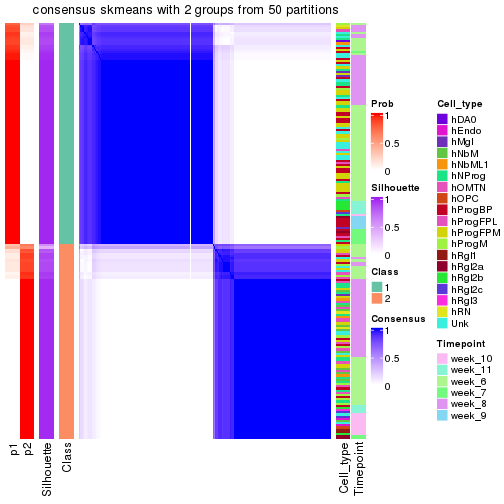 consensus skmeans with 2 groups from 50 partitions
p1
p2
Silhouette
Class
Cell_type
Timepoint
Prob
1
0.5
0
Silhouette
1
0.5
0
Class
1
2
Consensus
1
0.5
0
Cell_type
hDA0
hEndo
hMgl
hNbM
hNbML1
hNProg
hOMTN
hOPC
hProgBP
hProgFPL
hProgFPM
hProgM
hRgl1
hRgl2a
hRgl2b
hRgl2c
hRgl3
hRN
Unk
Timepoint
week_10
week_11
week_6
week_7
week_8
week_9